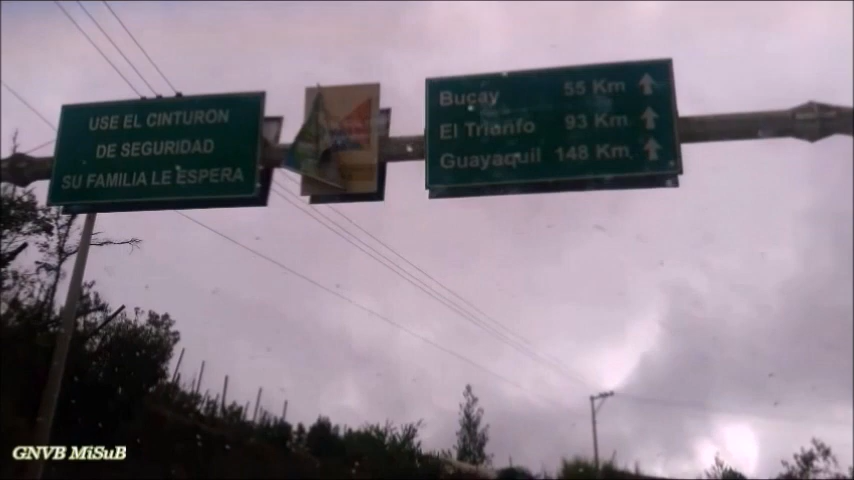 USE EL CINTURON
DE SEGURIDAD
SU FAMILIA LE ESPERA
Bucay 55 Km
El Triunfo 93 Km
Guayaquil 148 Km
GNVB MiSuB